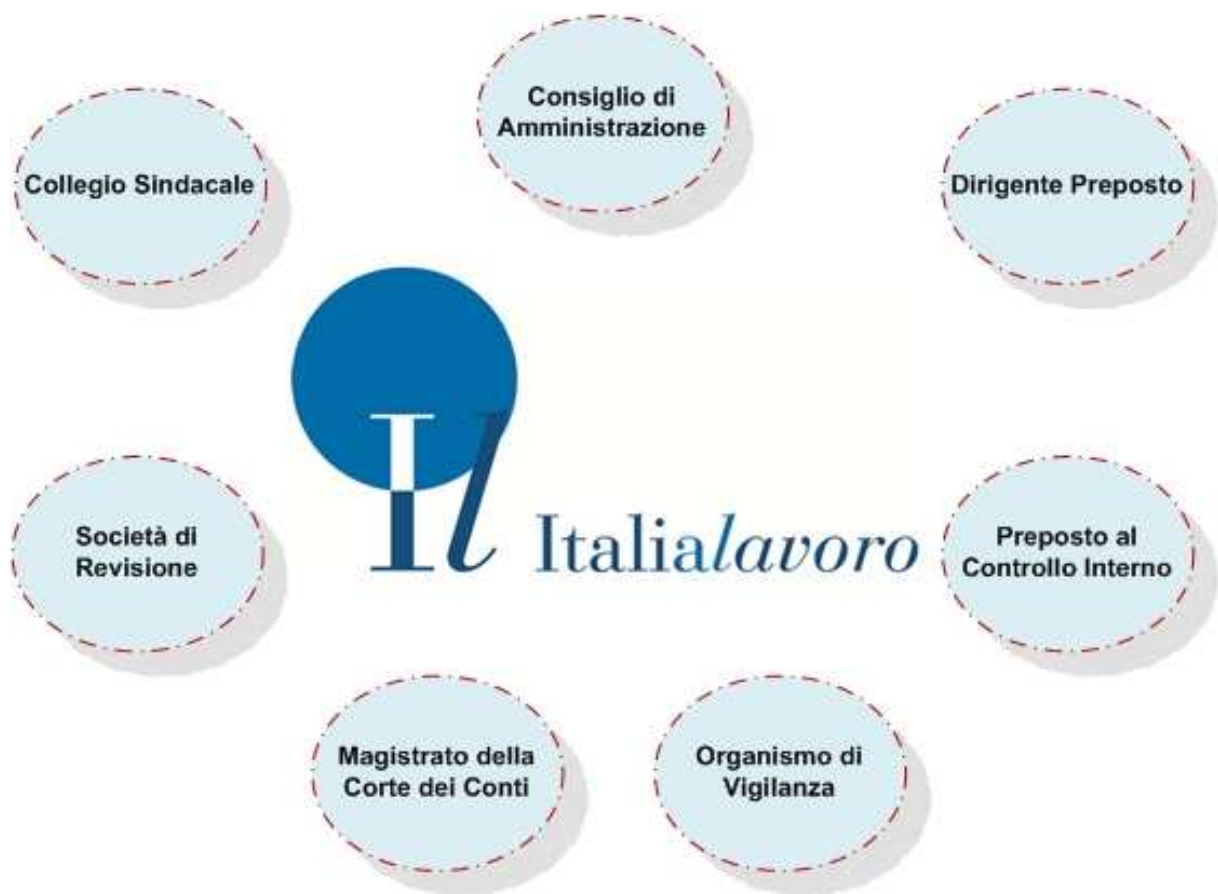 Consiglio di
Amministrazione
Collegio Sindacale
Dirigente Preposto
Il
Italialavoro
Società di
Revisione
Preposto al
Controllo Interno
Magistrato della
Corte dei Conti
Organismo di
Vigilanza